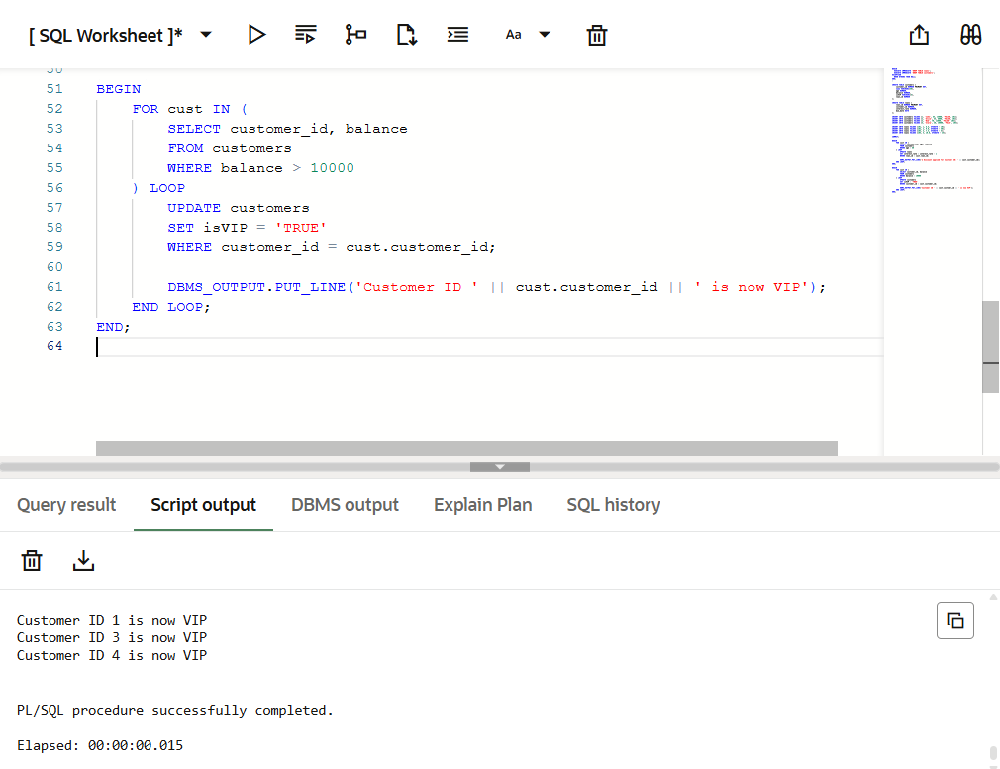 [ SQL Worksheet ]*
Aa
50
51 BEGIN
52 FOR cust IN (
53 SELECT customer_id, balance
54 FROM customers
55 WHERE balance > 10000
56 ) LOOP
57 UPDATE customers
58 SET isVIP = 'TRUE'
59 WHERE customer_id = cust.customer_id;
60
61 DBMS_OUTPUT.PUT_LINE('Customer ID ' || cust.customer_id || ' is now VIP');
62 END LOOP;
63 END;
64
Query result Script output DBMS output Explain Plan SQL history
Customer ID 1 is now VIP
Customer ID 3 is now VIP
Customer ID 4 is now VIP
PL/SQL procedure successfully completed.
Elapsed: 00:00:00.015